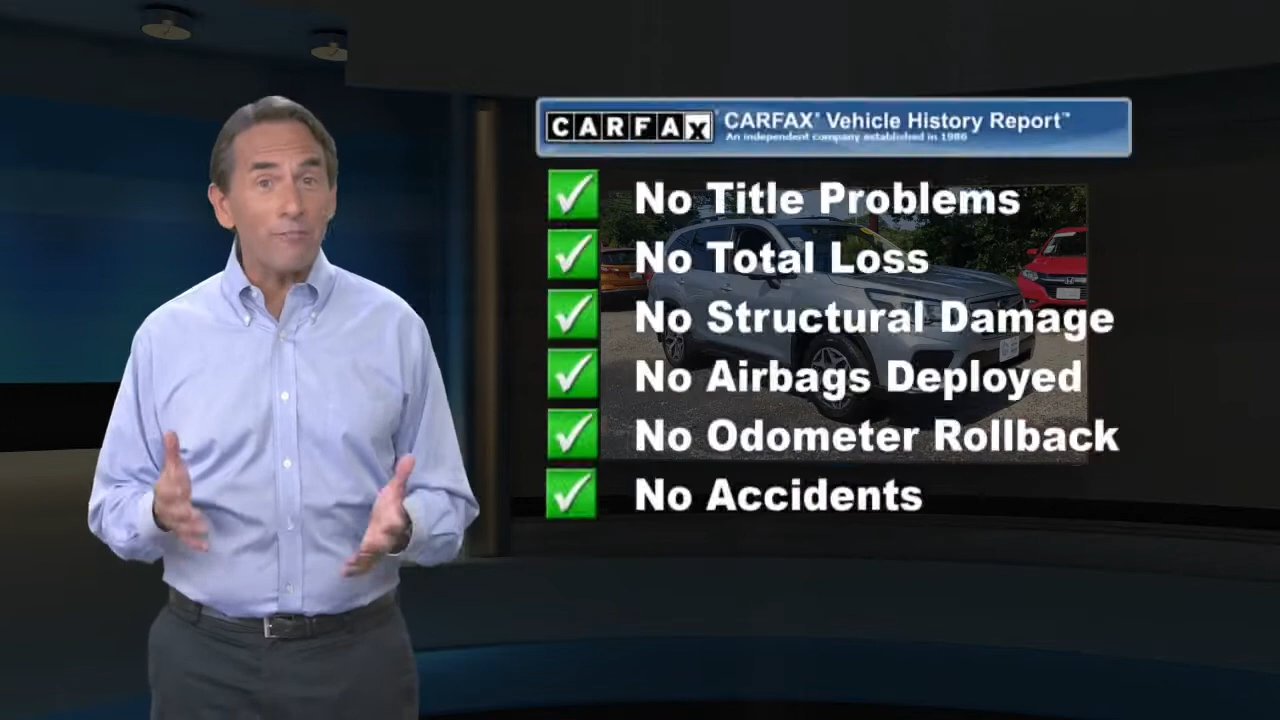 CARFAX
CARFAX® Vehicle History Report™
An independent company established in 1986
No Title Problems
No Total Loss
No Structural Damage
No Airbags Deployed
No Odometer Rollback
No Accidents